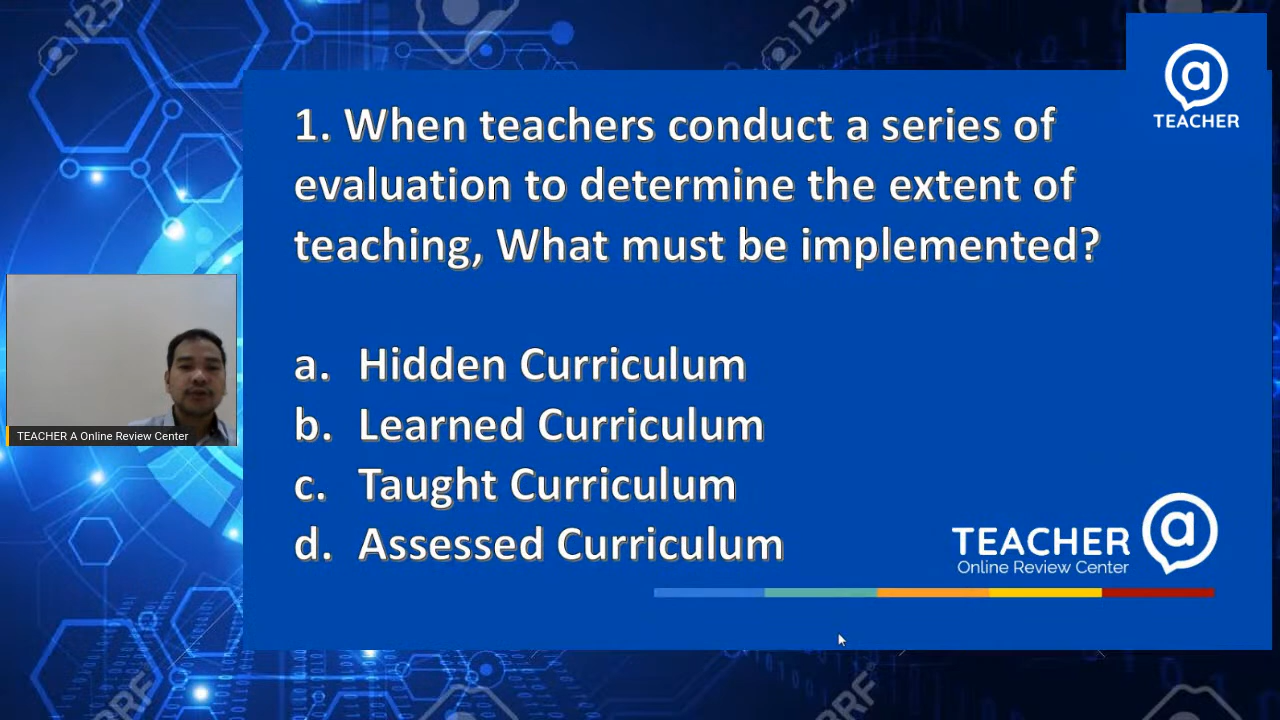 1. When teachers conduct a series of
evaluation to determine the extent of
teaching, What must be implemented?
a. Hidden Curriculum
b. Learned Curriculum
c. Taught Curriculum
d. Assessed Curriculum
a
TEACHER
TEACHER a
Online Review Center
TEACHER A Online Review Center